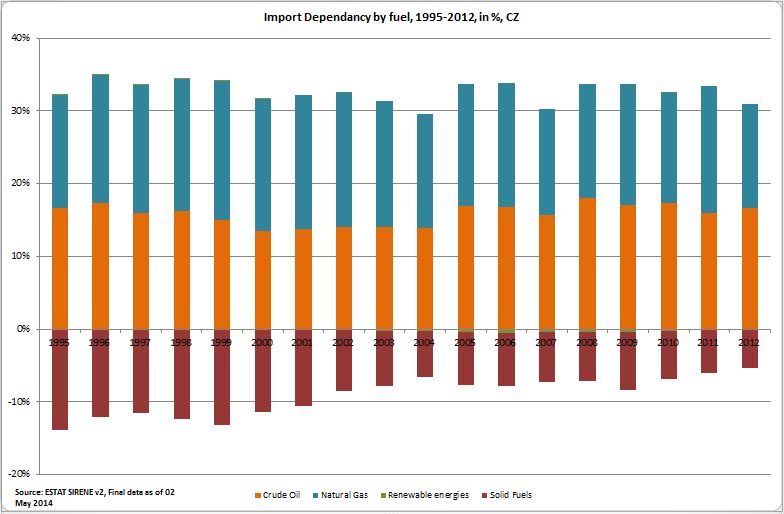 Import Dependancy by fuel, 1995-2012, in %, CZ
40%
30%
20%
10%
0%
1995 1996 1997 1998 1999 2000 2001 2002 2003 2004 2005 2006 2007 2008 2009 2010 2011 2012
-10%
-20%
Source: ESTAT SIRENE v2, Final data as of 02
May 2014
Crude Oil Natural Gas Renewable energies Solid Fuels